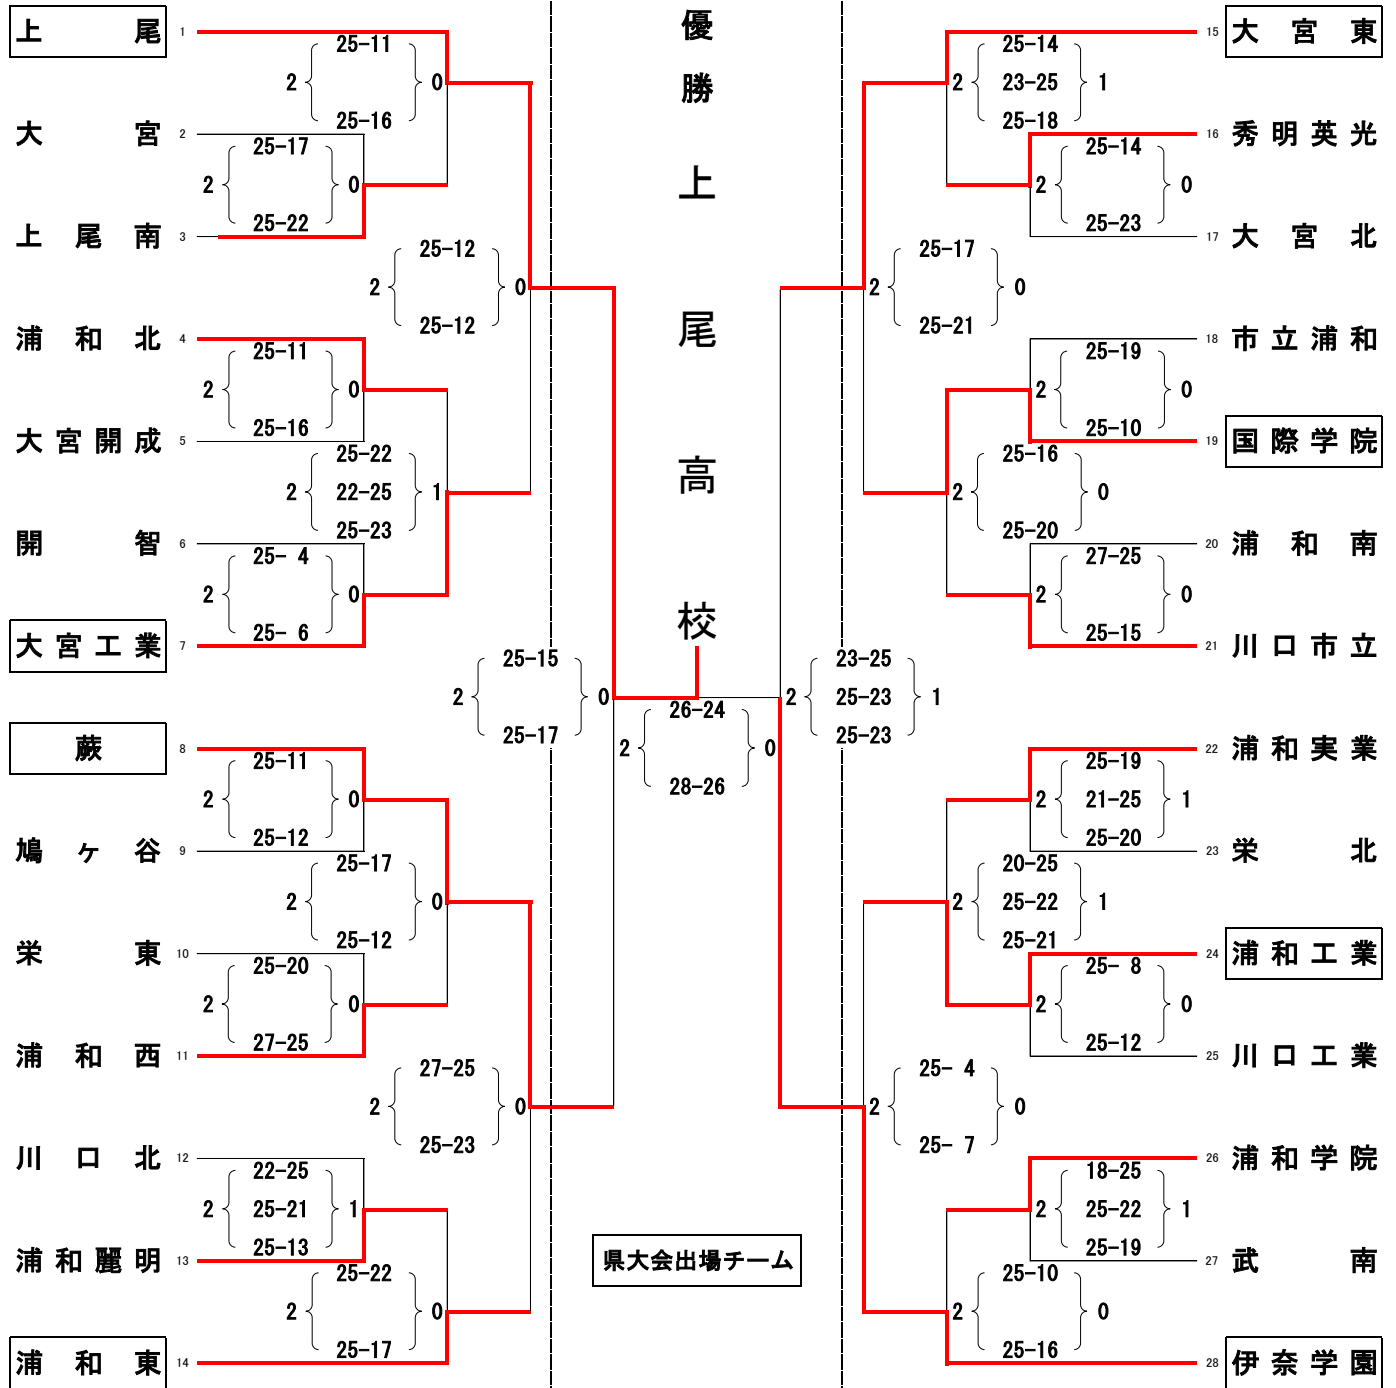 上尾 1
25-11
2 0
25-16
大宮 2
25-17
2 0
25-22
上尾南 3
25-12
2 0
25-12
浦和北 4
25-11
2 0
25-16
大宮開成 5
25-22
2 22-25 1
25-23
開智 6
25- 4
2 0
25- 6
大宮工業 7
25-15
2 0
25-17
蕨 8
25-11
2 0
25-12
鳩ヶ谷 9
25-17
2 0
25-12
栄東 10
25-20
2 0
27-25
浦和西 11
27-25
2 0
25-23
川口北 12
22-25
2 25-21 1
25-13
浦和麗明 13
25-22
2 0
25-17
浦和東 14
優勝
上尾高校
26-24
2 0
28-26
県大会出場チーム
15 大宮東
25-14
2 23-25 1
25-18
16 秀明英光
25-14
2 0
25-23
17 大宮北
25-17
2 0
25-21
18 市立浦和
25-19
2 0
25-10
19 国際学院
25-16
2 0
25-20
20 浦和南
27-25
2 0
25-15
21 川口市立
23-25
2 25-23 1
25-23
22 浦和実業
25-19
2 21-25 1
25-20
23 栄北
20-25
2 25-22 1
25-21
24 浦和工業
25- 8
2 0
25-12
25 川口工業
25- 4
2 0
25- 7
26 浦和学院
18-25
2 25-22 1
25-19
27 武南
25-10
2 0
25-16
28 伊奈学園